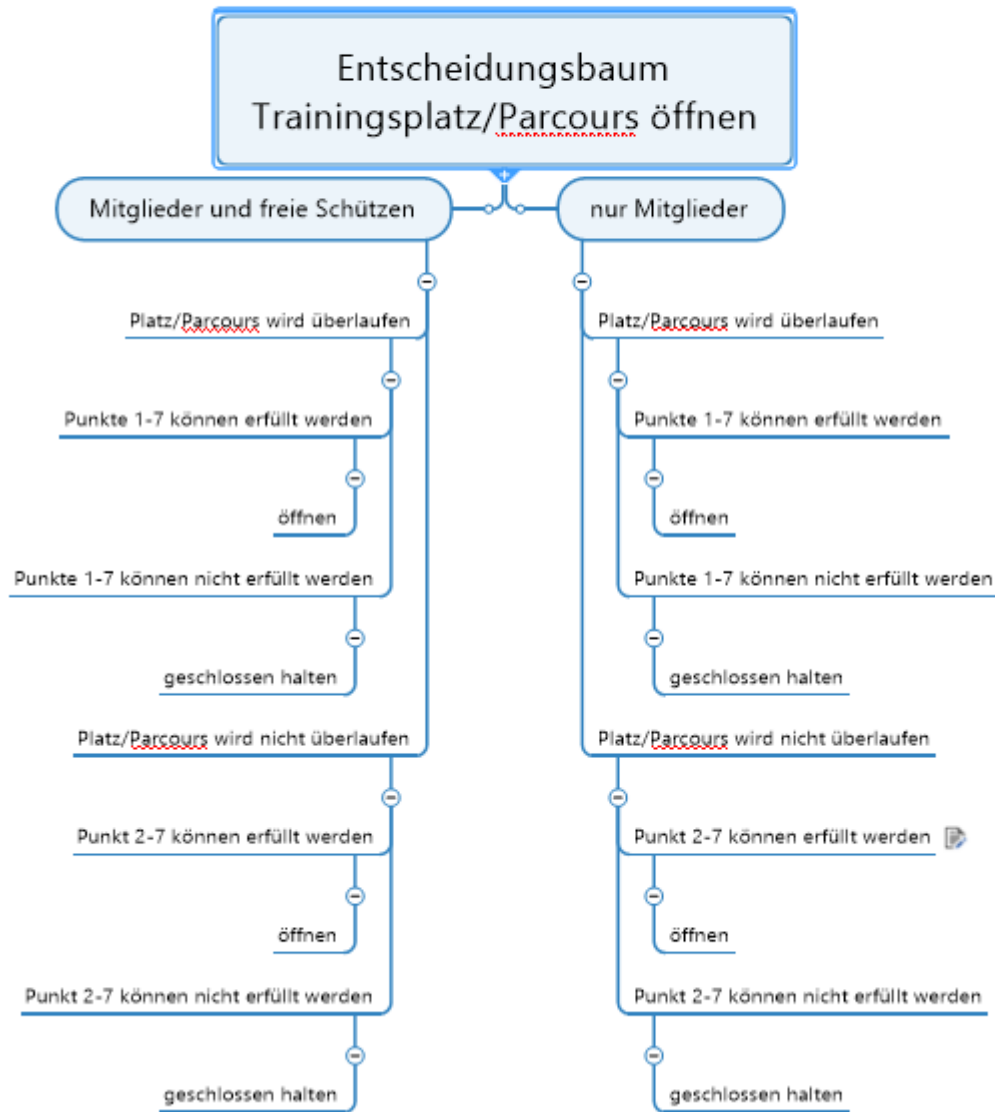 Entscheidungsbaum
Trainingsplatz/Parcours öffnen
Mitglieder und freie Schützen
Platz/Parcours wird überlaufen
Punkte 1-7 können erfüllt werden
öffnen
Punkte 1-7 können nicht erfüllt werden
geschlossen halten
Platz/Parcours wird nicht überlaufen
Punkt 2-7 können erfüllt werden
öffnen
Punkt 2-7 können nicht erfüllt werden
geschlossen halten
nur Mitglieder
Platz/Parcours wird überlaufen
Punkte 1-7 können erfüllt werden
öffnen
Punkte 1-7 können nicht erfüllt werden
geschlossen halten
Platz/Parcours wird nicht überlaufen
Punkt 2-7 können erfüllt werden
öffnen
Punkt 2-7 können nicht erfüllt werden
geschlossen halten